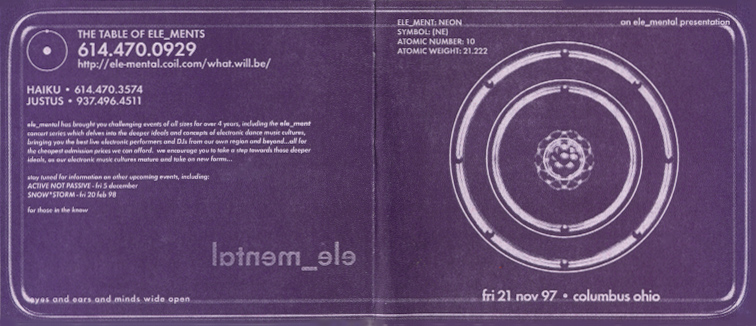 THE TABLE OF ELE_MENTS
614.470.0929
http://ele-mental.coil.com/what.will.be/
HAIKU • 614.470.3574
JUSTUS • 937.496.4511
ele_mental has brought you challenging events of all sizes for over 4 years, including the ele_ment
concert series which delves into the deeper ideals and concepts of electronic dance music cultures,
bringing you the best live electronic performers and DJs from our own region and beyond...all for
the cheapest admission prices we can afford. we encourage you to take a step towards those deeper
ideals, as our electronic music cultures mature and take on new forms...
stay tuned for information on other upcoming events, including:
ACTIVE NOT PASSIVE - fri 5 december
SNOW*STORM - fri 20 feb 98
for those in the know
ele_mental
eyes and ears and minds wide open
ELE_MENT: NEON
SYMBOL: (NE)
ATOMIC NUMBER: 10
ATOMIC WEIGHT: 21.222
an ele_mental presentation
fri 21 nov 97 • columbus ohio